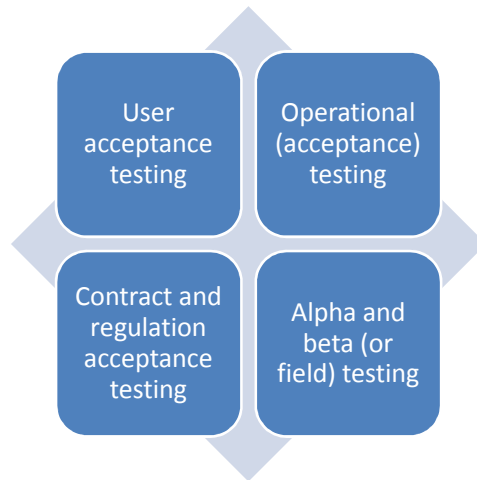 User
acceptance
testing
Operational
(acceptance)
testing
Contract and
regulation
acceptance
testing
Alpha and
beta (or
field) testing